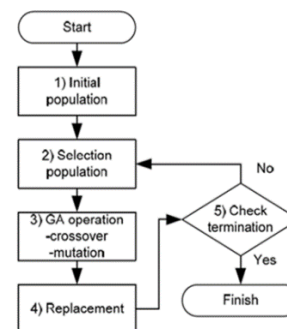 Start
1) Initial
population
2) Selection
population
3) GA operation
-crossover
-mutation
4) Replacement
No
5) Check
termination
Yes
Finish